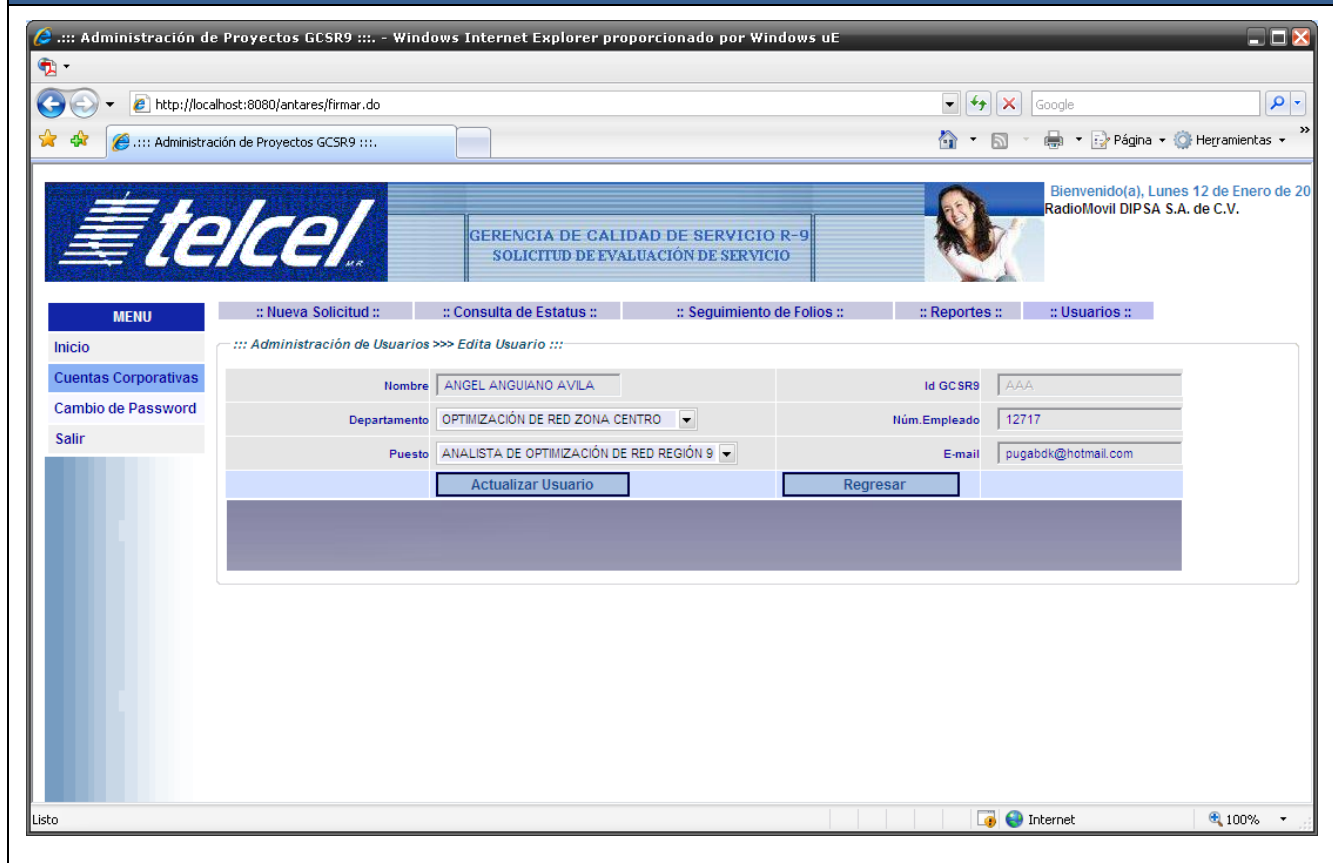 .::: Administración de Proyectos GCSR9 :::. - Windows Internet Explorer proporcionado por Windows uE
http://localhost:8080/antares/firmar.do
Google
.::: Administración de Proyectos GCSR9 :::.
Página
Herramientas
telcel
M.R.
GERENCIA DE CALIDAD DE SERVICIO R-9
SOLICITUD DE EVALUACIÓN DE SERVICIO
Bienvenido(a), Lunes 12 de Enero de 20
RadioMovil DIPSA S.A. de C.V.
MENU
Inicio
Cuentas Corporativas
Cambio de Password
Salir
:: Nueva Solicitud :: :: Consulta de Estatus :: :: Seguimiento de Folios :: :: Reportes :: :: Usuarios ::
::: Administración de Usuarios >>> Edita Usuario :::
Nombre ANGEL ANGUIANO AVILA Id GCSR9 AAA
Departamento OPTIMIZACIÓN DE RED ZONA CENTRO Núm.Empleado 12717
Puesto ANALISTA DE OPTIMIZACIÓN DE RED REGIÓN 9 E-mail pugabdk@hotmail.com
Actualizar Usuario Regresar
Listo Internet 100%